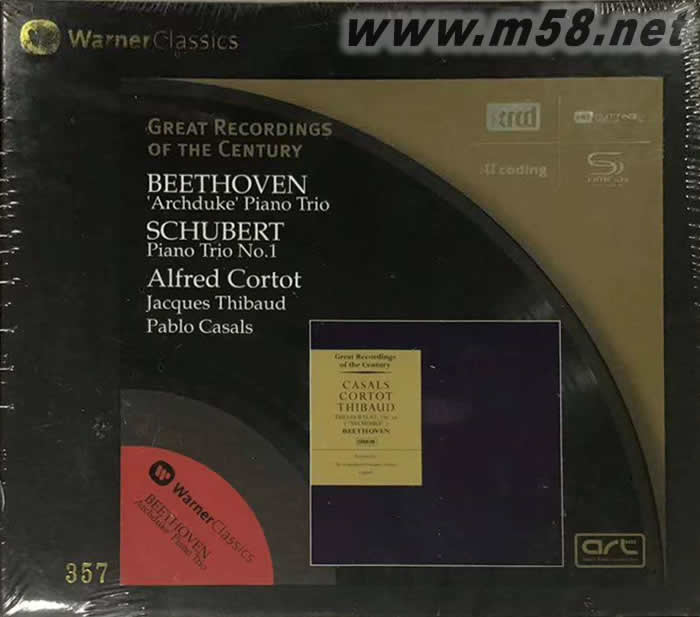 www.m58.net
WarnerClassics
GREAT RECORDINGS
OF THE CENTURY
BEETHOVEN
'Archduke' Piano Trio
SCHUBERT
Piano Trio No.1
Alfred Cortot
Jacques Thibaud
Pablo Casals
xrcd
coding
Great Recordings
of the Century
CASALS
CORTOT
THIBAUD
BEETHOVEN
WarnerClassics
BEETHOVEN
'Archduke' Piano Trio
357
art